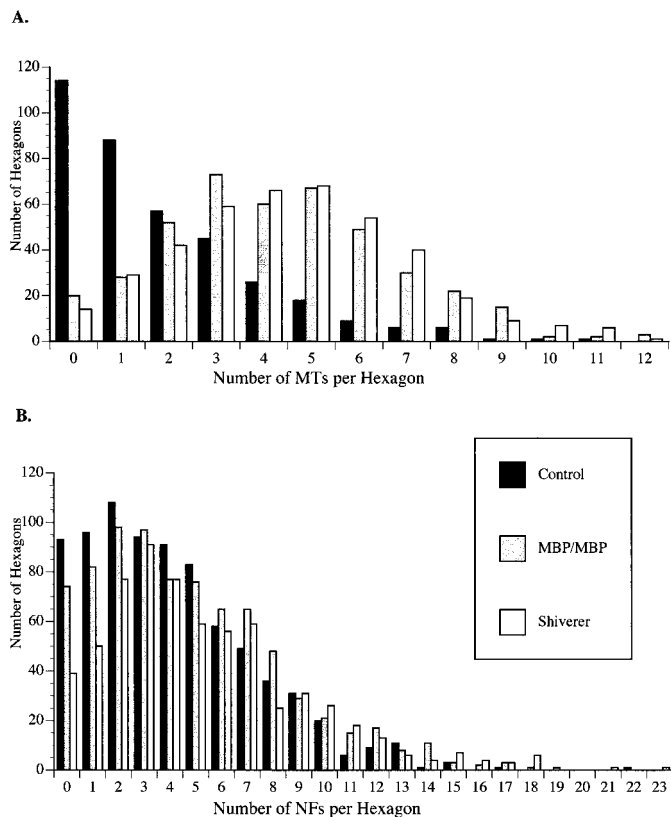 A.
Number of Hexagons
120
100
80
60
40
20
0
0 1 2 3 4 5 6 7 8 9 10 11 12
Number of MTs per Hexagon
B.
Number of Hexagons
120
100
80
60
40
20
0
0 1 2 3 4 5 6 7 8 9 10 11 12 13 14 15 16 17 18 19 20 21 22 23
Number of NFs per Hexagon
Control
MBP/MBP
Shiverer